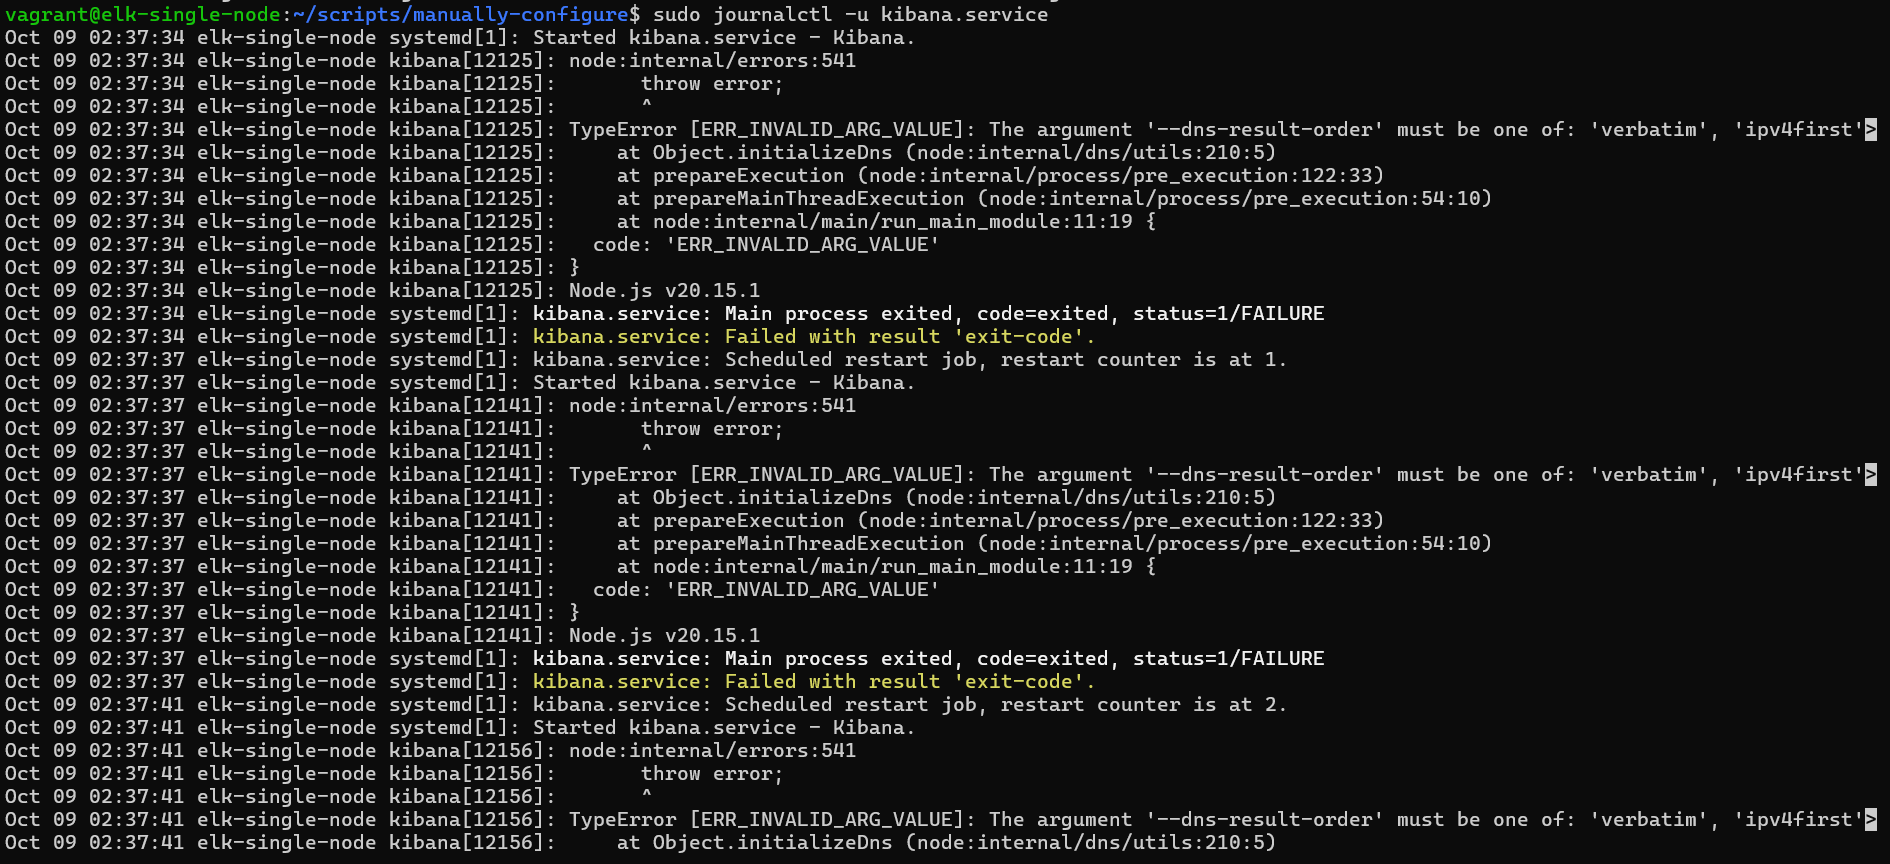 vagrant@elk-single-node:~/scripts/manually-configure$ sudo journalctl -u kibana.service
Oct 09 02:37:34 elk-single-node systemd[1]: Started kibana.service - Kibana.
Oct 09 02:37:34 elk-single-node kibana[12125]: node:internal/errors:541
Oct 09 02:37:34 elk-single-node kibana[12125]:       throw error;
Oct 09 02:37:34 elk-single-node kibana[12125]:       ^
Oct 09 02:37:34 elk-single-node kibana[12125]: TypeError [ERR_INVALID_ARG_VALUE]: The argument '--dns-result-order' must be one of: 'verbatim', 'ipv4first'>
Oct 09 02:37:34 elk-single-node kibana[12125]:     at Object.initializeDns (node:internal/dns/utils:210:5)
Oct 09 02:37:34 elk-single-node kibana[12125]:     at prepareExecution (node:internal/process/pre_execution:122:33)
Oct 09 02:37:34 elk-single-node kibana[12125]:     at prepareMainThreadExecution (node:internal/process/pre_execution:54:10)
Oct 09 02:37:34 elk-single-node kibana[12125]:     at node:internal/main/run_main_module:11:19 {
Oct 09 02:37:34 elk-single-node kibana[12125]:   code: 'ERR_INVALID_ARG_VALUE'
Oct 09 02:37:34 elk-single-node kibana[12125]: }
Oct 09 02:37:34 elk-single-node kibana[12125]: Node.js v20.15.1
Oct 09 02:37:34 elk-single-node systemd[1]: kibana.service: Main process exited, code=exited, status=1/FAILURE
Oct 09 02:37:34 elk-single-node systemd[1]: kibana.service: Failed with result 'exit-code'.
Oct 09 02:37:37 elk-single-node systemd[1]: kibana.service: Scheduled restart job, restart counter is at 1.
Oct 09 02:37:37 elk-single-node systemd[1]: Started kibana.service - Kibana.
Oct 09 02:37:37 elk-single-node kibana[12141]: node:internal/errors:541
Oct 09 02:37:37 elk-single-node kibana[12141]:       throw error;
Oct 09 02:37:37 elk-single-node kibana[12141]:       ^
Oct 09 02:37:37 elk-single-node kibana[12141]: TypeError [ERR_INVALID_ARG_VALUE]: The argument '--dns-result-order' must be one of: 'verbatim', 'ipv4first'>
Oct 09 02:37:37 elk-single-node kibana[12141]:     at Object.initializeDns (node:internal/dns/utils:210:5)
Oct 09 02:37:37 elk-single-node kibana[12141]:     at prepareExecution (node:internal/process/pre_execution:122:33)
Oct 09 02:37:37 elk-single-node kibana[12141]:     at prepareMainThreadExecution (node:internal/process/pre_execution:54:10)
Oct 09 02:37:37 elk-single-node kibana[12141]:     at node:internal/main/run_main_module:11:19 {
Oct 09 02:37:37 elk-single-node kibana[12141]:   code: 'ERR_INVALID_ARG_VALUE'
Oct 09 02:37:37 elk-single-node kibana[12141]: }
Oct 09 02:37:37 elk-single-node kibana[12141]: Node.js v20.15.1
Oct 09 02:37:37 elk-single-node systemd[1]: kibana.service: Main process exited, code=exited, status=1/FAILURE
Oct 09 02:37:37 elk-single-node systemd[1]: kibana.service: Failed with result 'exit-code'.
Oct 09 02:37:41 elk-single-node systemd[1]: kibana.service: Scheduled restart job, restart counter is at 2.
Oct 09 02:37:41 elk-single-node systemd[1]: Started kibana.service - Kibana.
Oct 09 02:37:41 elk-single-node kibana[12156]: node:internal/errors:541
Oct 09 02:37:41 elk-single-node kibana[12156]:       throw error;
Oct 09 02:37:41 elk-single-node kibana[12156]:       ^
Oct 09 02:37:41 elk-single-node kibana[12156]: TypeError [ERR_INVALID_ARG_VALUE]: The argument '--dns-result-order' must be one of: 'verbatim', 'ipv4first'>
Oct 09 02:37:41 elk-single-node kibana[12156]:     at Object.initializeDns (node:internal/dns/utils:210:5)